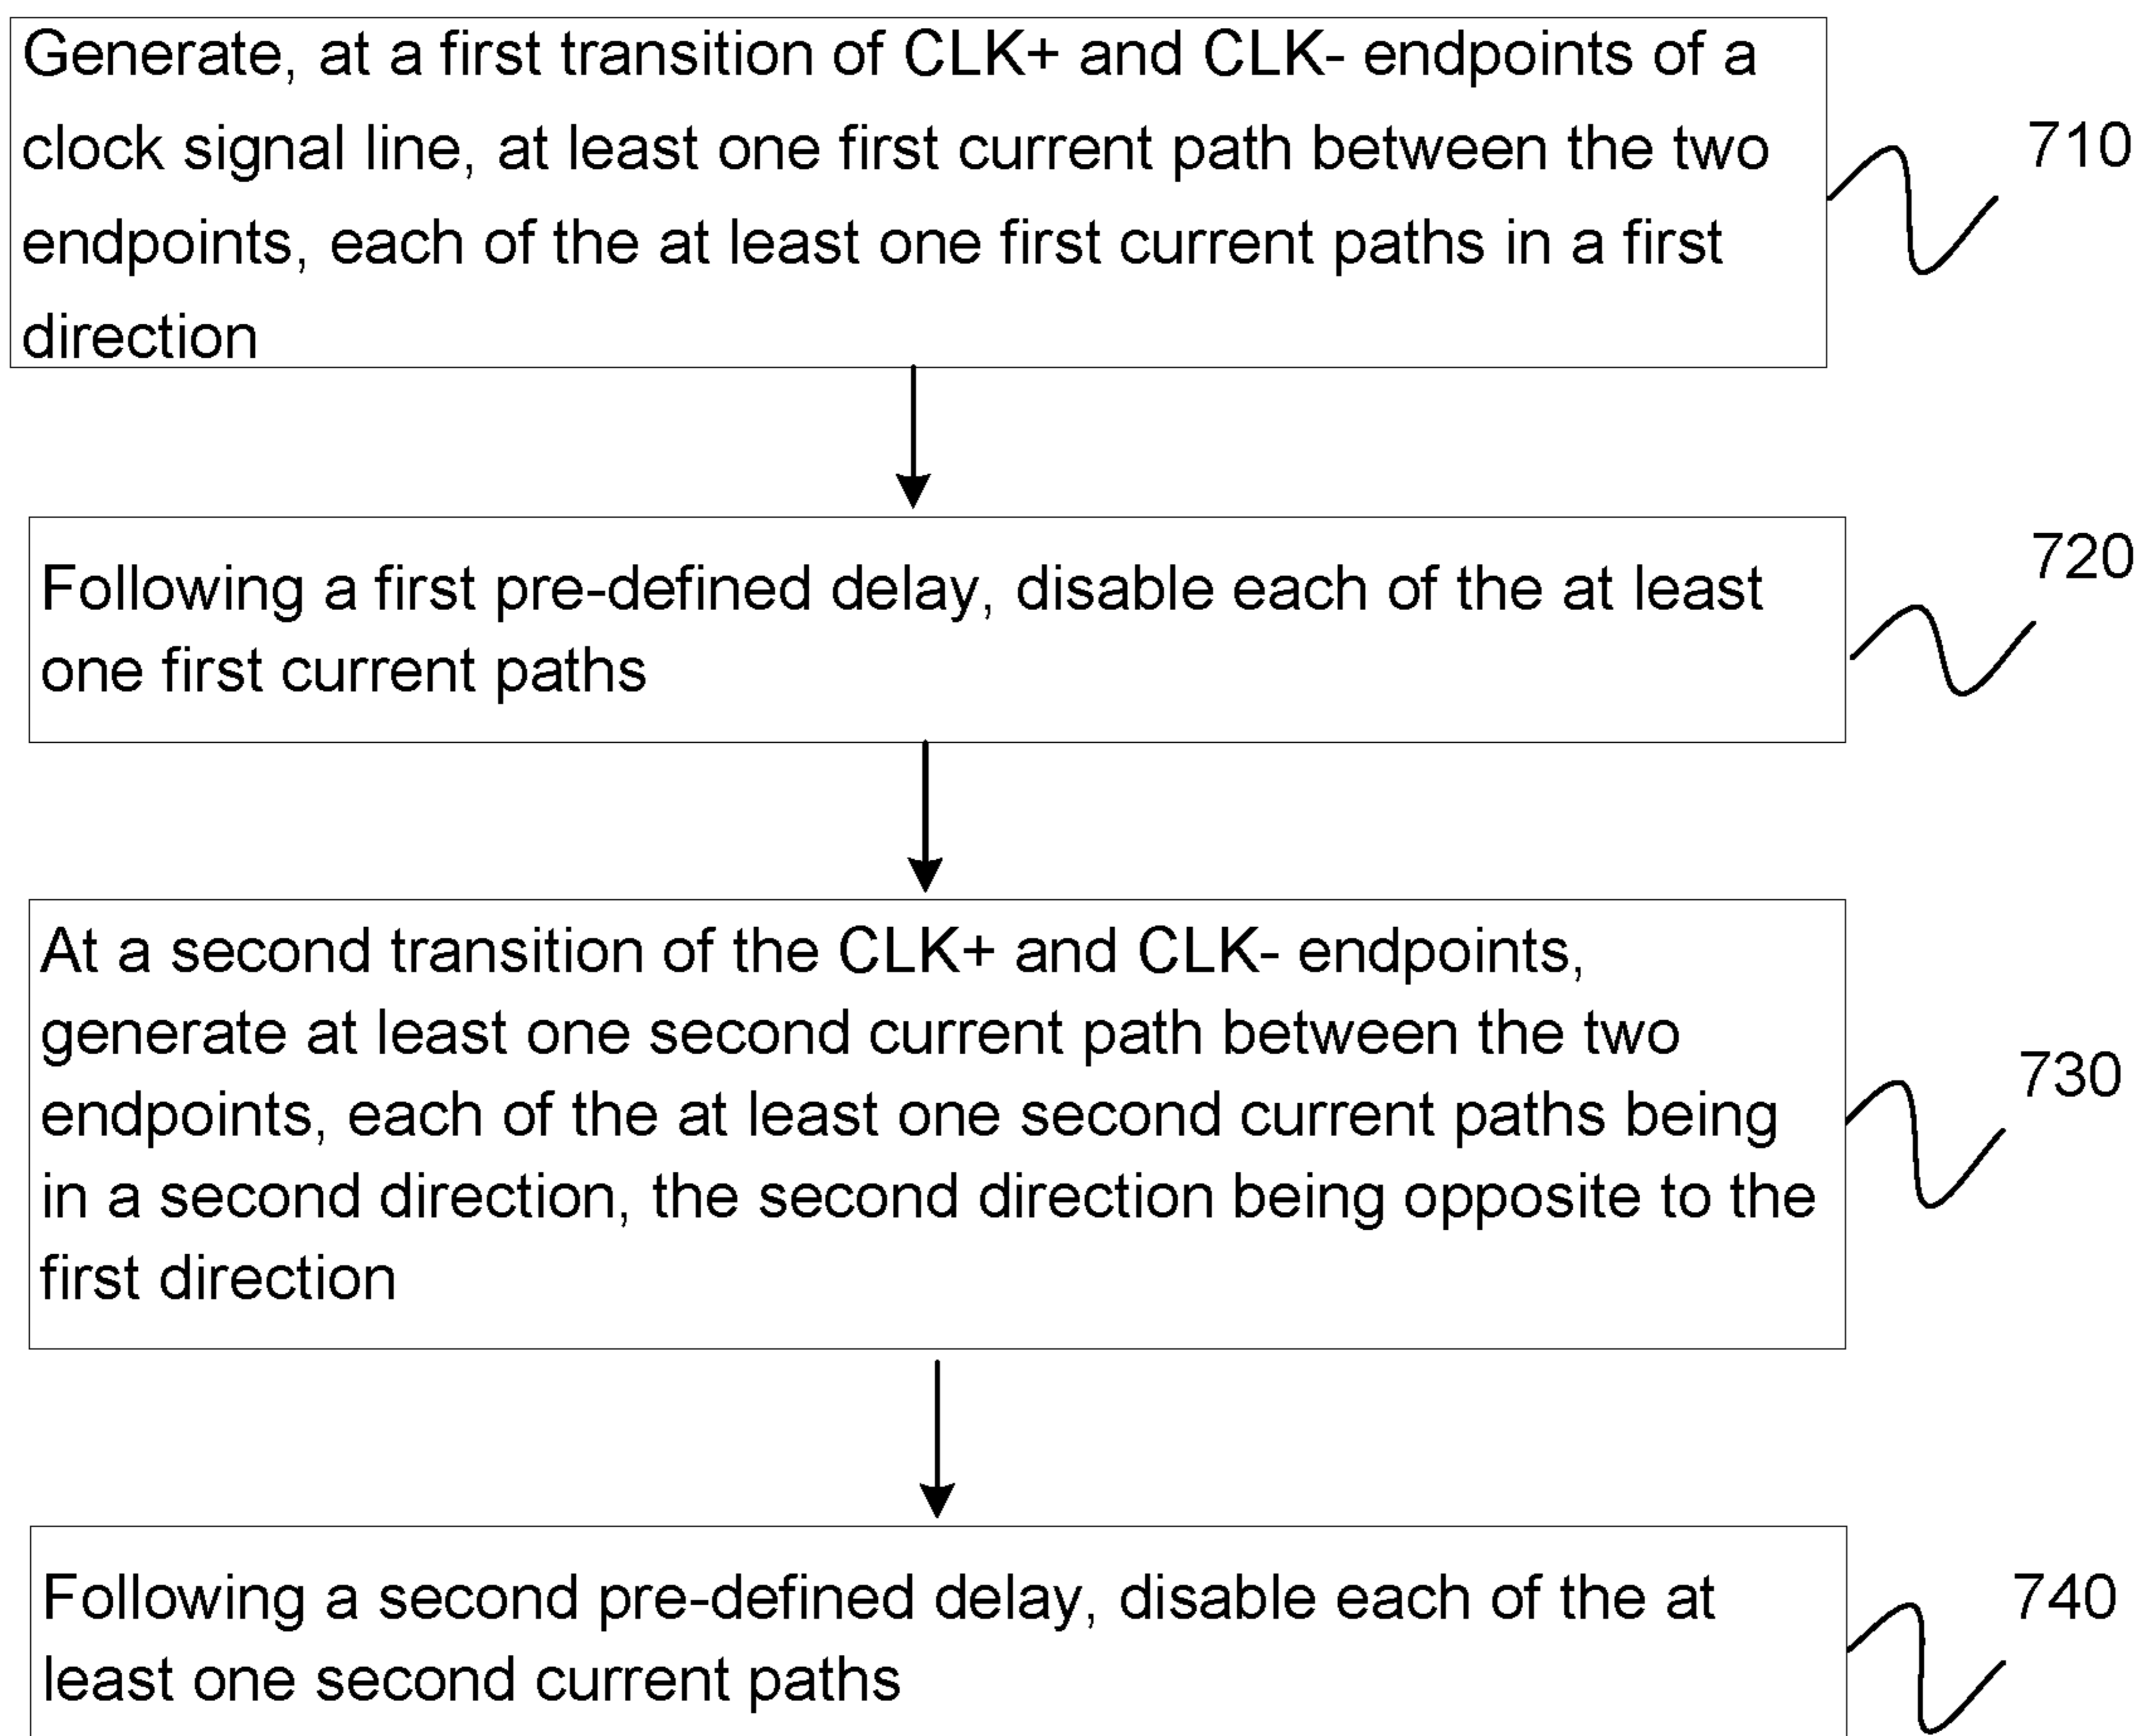 Generate, at a first transition of CLK+ and CLK- endpoints of a
clock signal line, at least one first current path between the two
endpoints, each of the at least one first current paths in a first
direction
710
Following a first pre-defined delay, disable each of the at least
one first current paths
720
At a second transition of the CLK+ and CLK- endpoints,
generate at least one second current path between the two
endpoints, each of the at least one second current paths being
in a second direction, the second direction being opposite to the
first direction
730
Following a second pre-defined delay, disable each of the at
least one second current paths
740